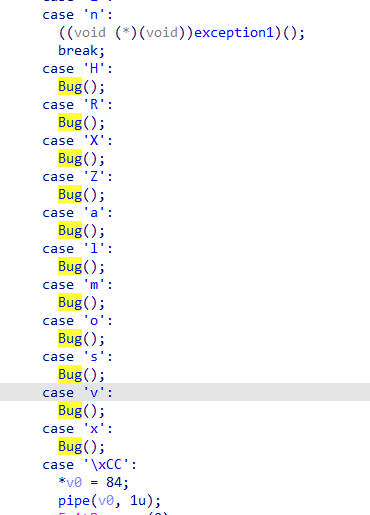 case 'n':
((void (*)(void))exception1)();
break;
case 'H':
Bug();
case 'R':
Bug();
case 'X':
Bug();
case 'Z':
Bug();
case 'a':
Bug();
case 'l':
Bug();
case 'm':
Bug();
case 'o':
Bug();
case 's':
Bug();
case 'v':
Bug();
case 'x':
Bug();
case '\xCC':
*v0 = 84;
pipe(v0, 1u);